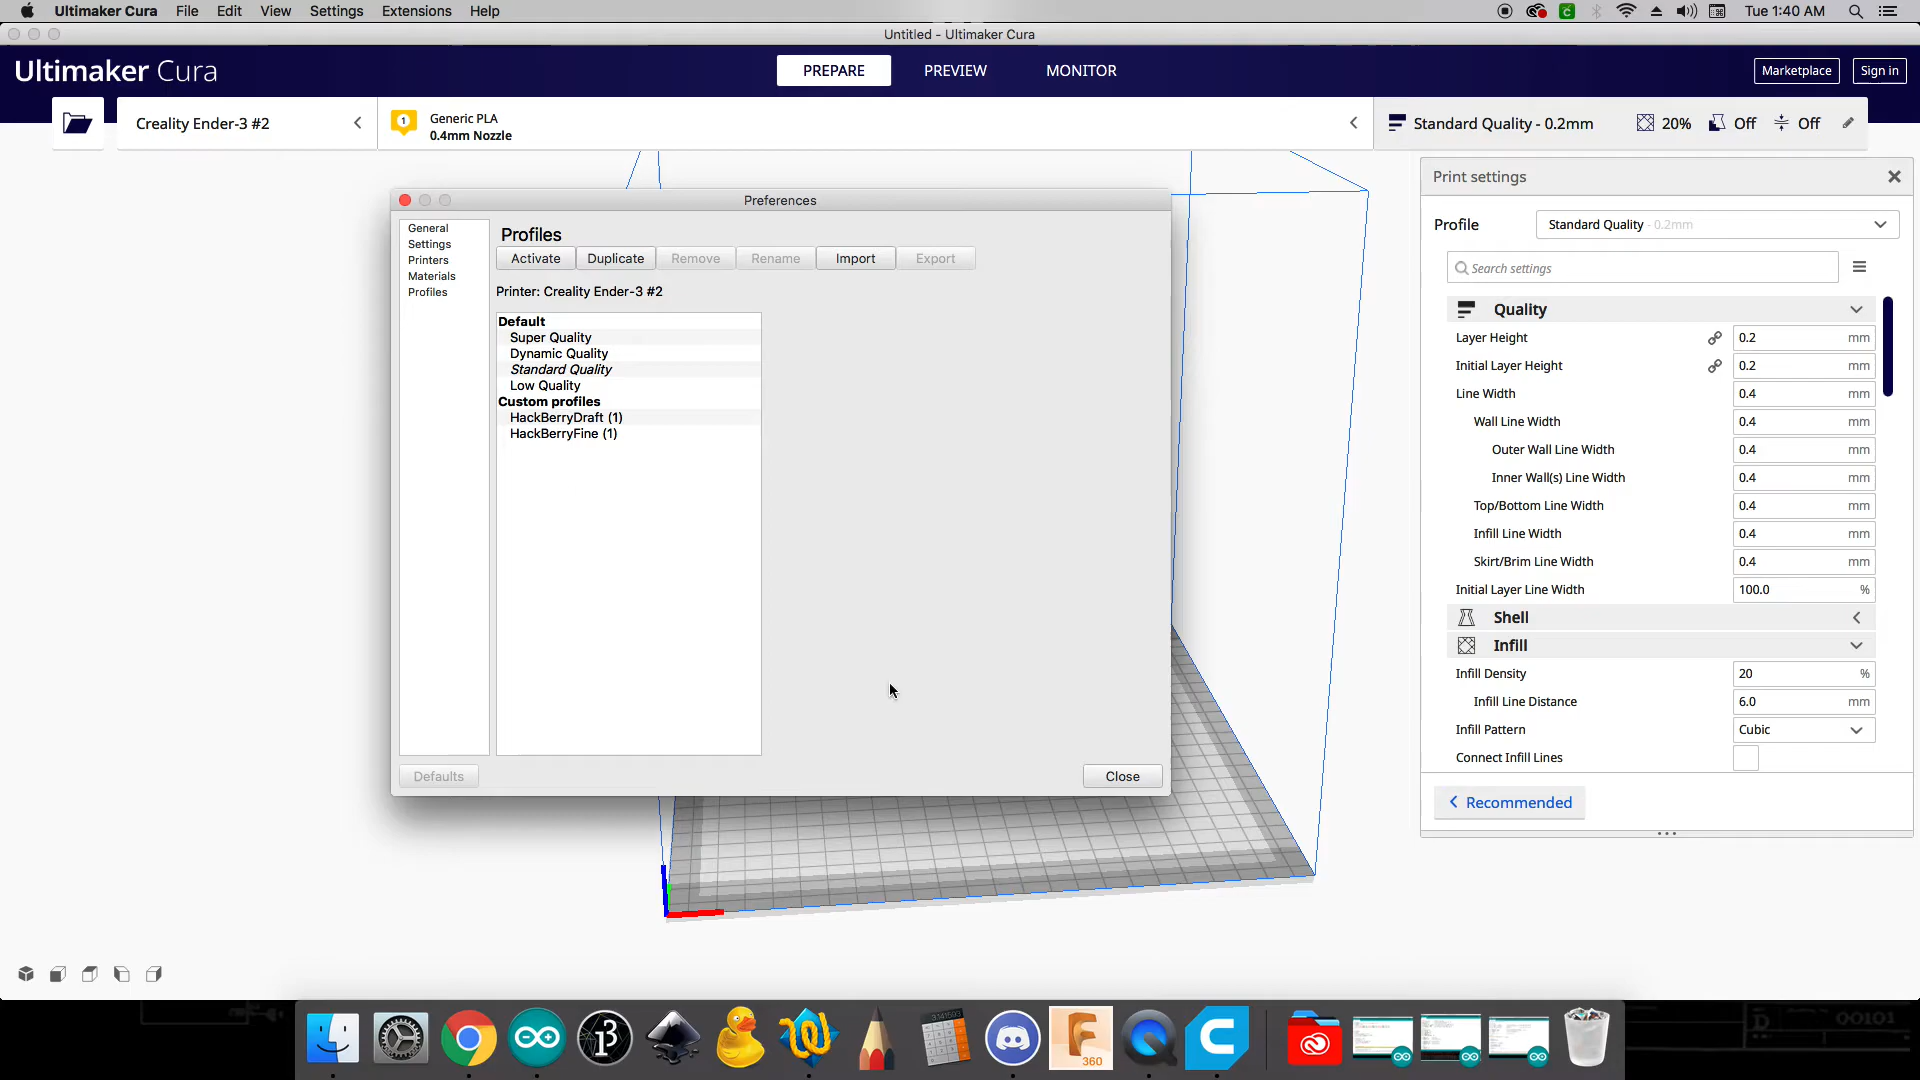 Ultimaker Cura File Edit View Settings Extensions Help Tue 1:40 AM
Untitled - Ultimaker Cura
Ultimaker Cura PREPARE PREVIEW MONITOR Marketplace Sign in
Creality Ender-3 #2
1
Generic PLA
0.4mm Nozzle
Standard Quality - 0.2mm 20% Off Off
Preferences
General
Settings
Printers
Materials
Profiles
Profiles
Activate Duplicate Remove Rename Import Export
Printer: Creality Ender-3 #2
Default
Super Quality
Dynamic Quality
Standard Quality
Low Quality
Custom profiles
HackBerryDraft (1)
HackBerryFine (1)
Defaults Close
Print settings
Profile Standard Quality - 0.2mm
Search settings
Quality
Layer Height 0.2 mm
Initial Layer Height 0.2 mm
Line Width 0.4 mm
Wall Line Width 0.4 mm
Outer Wall Line Width 0.4 mm
Inner Wall(s) Line Width 0.4 mm
Top/Bottom Line Width 0.4 mm
Infill Line Width 0.4 mm
Skirt/Brim Line Width 0.4 mm
Initial Layer Line Width 100.0 %
Shell
Infill
Infill Density 20 %
Infill Line Distance 6.0 mm
Infill Pattern Cubic
Connect Infill Lines
Recommended
360
00101